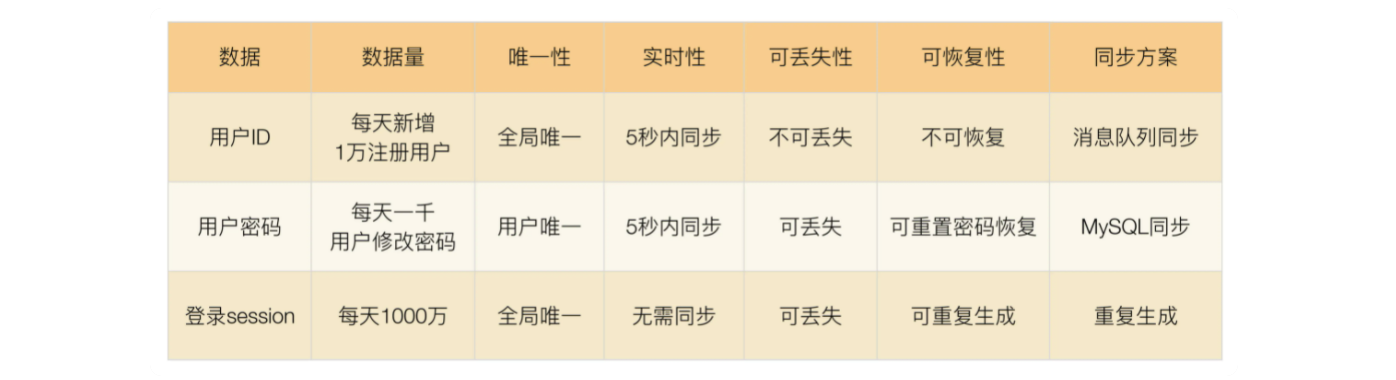 数据 数据量 唯一性 实时性 可丢失性 可恢复性 同步方案
用户ID 每天新增 全局唯一 5秒内同步 不可丢失 不可恢复 消息队列同步
1万注册用户
用户密码 每天一千 用户唯一 5秒内同步 可丢失 可重置密码恢复 MySQL同步
用户修改密码
登录session 每天1000万 全局唯一 无需同步 可丢失 可重复生成 重复生成